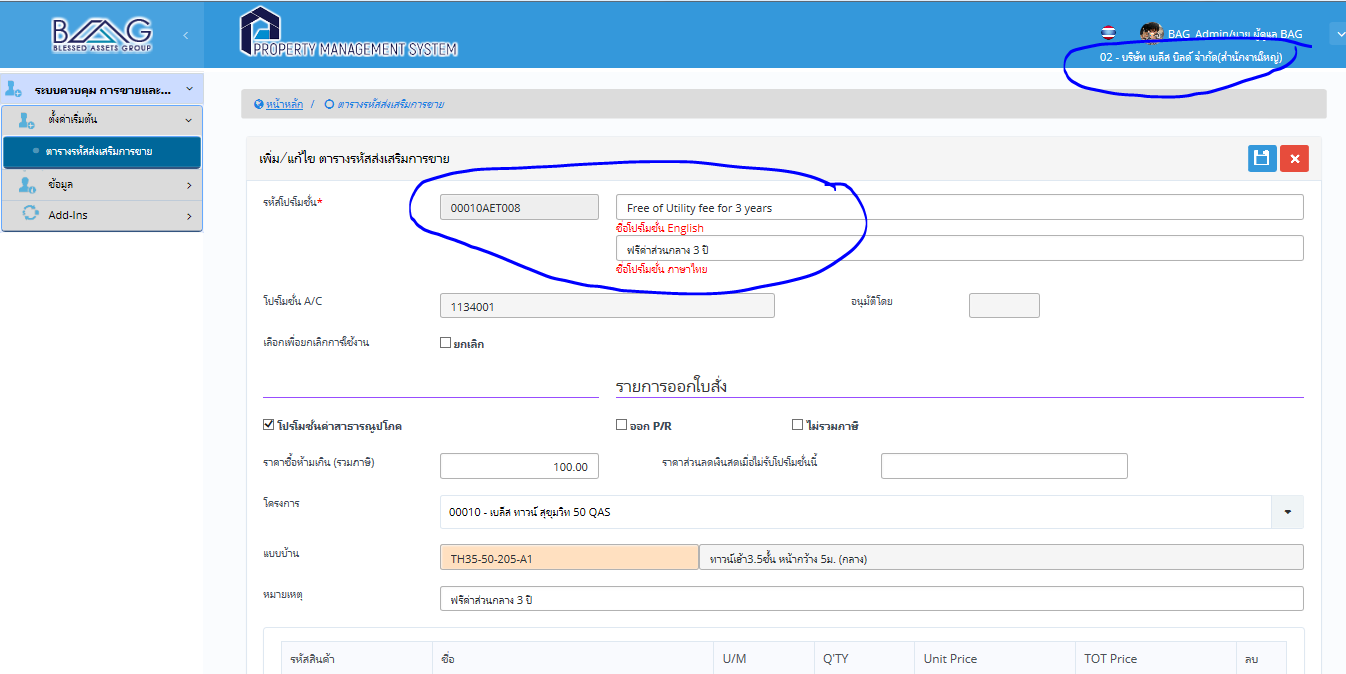 BAG
BLESSED ASSETS GROUP
PROPERTY MANAGEMENT SYSTEM
BAG_Admin/นาย ผู้ดูแล BAG
02 - บริษัท เบล็ส บิลด์ จำกัด(สำนักงานใหญ่)
ระบบควบคุม การขายและ...
ตั้งค่าเริ่มต้น
ตารางรหัสส่งเสริมการขาย
ข้อมูล
Add-Ins
หน้าหลัก / ตารางรหัสส่งเสริมการขาย
เพิ่ม/แก้ไข ตารางรหัสส่งเสริมการขาย
รหัสโปรโมชั่น* 00010AET008 Free of Utility fee for 3 years
ชื่อโปรโมชั่น English
ฟรีค่าส่วนกลาง 3 ปี
ชื่อโปรโมชั่น ภาษาไทย
โปรโมชั่น A/C 1134001 อนุมัติโดย
เลือกเพื่อยกเลิกการใช้งาน ยกเลิก
รายการออกใบสั่ง
โปรโมชั่นค่าสาธารณูปโภค ออก P/R ไม่รวมภาษี
ราคาซื้อห้ามเกิน (รวมภาษี) 100.00 ราคาส่วนลดเงินสดเมื่อไม่รับโปรโมชั่นนี้
โครงการ 00010 - เบล็ส ทาวน์ สุขุมวิท 50 QAS
แบบบ้าน TH35-50-205-A1 ทาวน์เฮ้า3.5ชั้น หน้ากว้าง 5ม. (กลาง)
หมายเหตุ ฟรีค่าส่วนกลาง 3 ปี
รหัสสินค้า ชื่อ U/M Q'TY Unit Price TOT Price ลบ